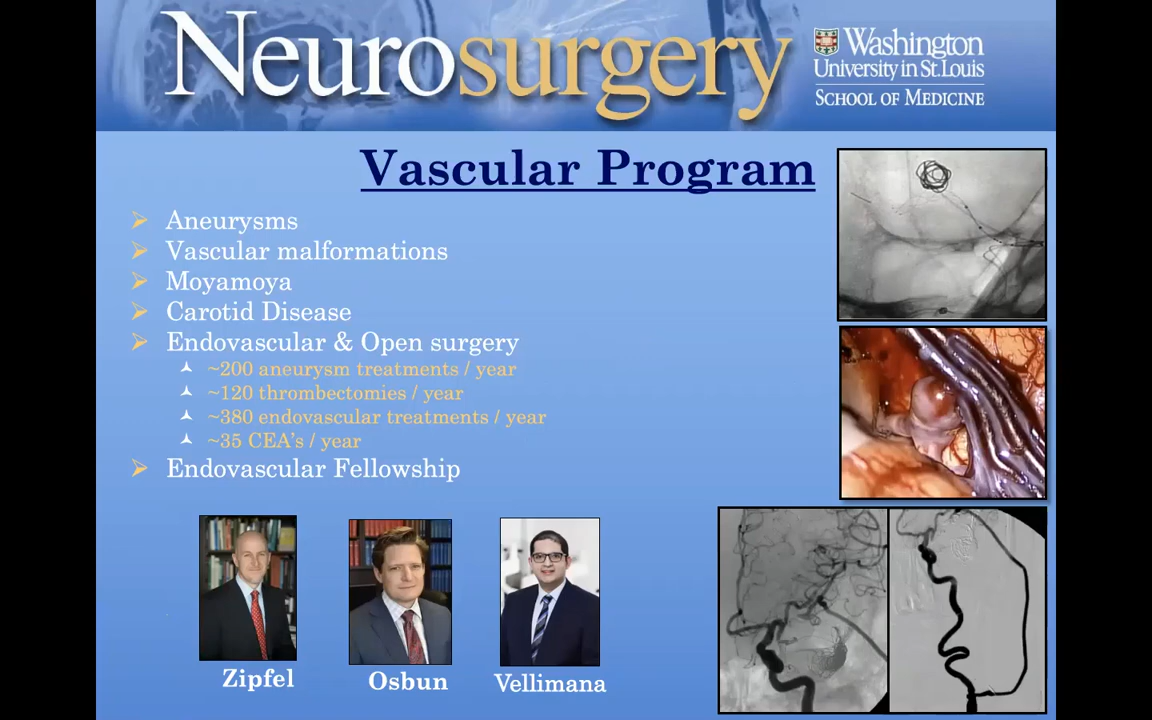 Neurosurgery
Washington
University in St. Louis
SCHOOL OF MEDICINE
Vascular Program
Aneurysms
Vascular malformations
Moyamoya
Carotid Disease
Endovascular & Open surgery
~200 aneurysm treatments / year
~120 thrombectomies / year
~380 endovascular treatments / year
~35 CEA's / year
Endovascular Fellowship
Zipfel
Osbun
Vellimana